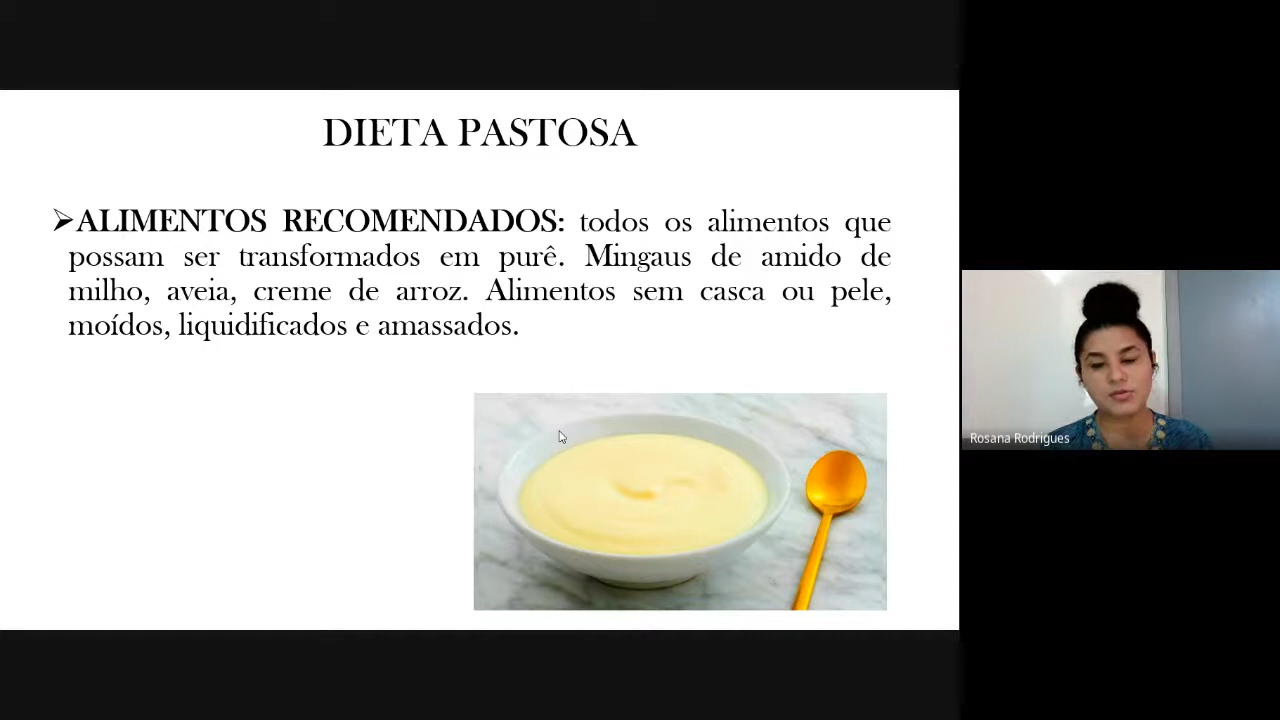 DIETA PASTOSA
➢ALIMENTOS RECOMENDADOS: todos os alimentos que
possam ser transformados em purê. Mingaus de amido de
milho, aveia, creme de arroz. Alimentos sem casca ou pele,
moídos, liquidificados e amassados.
Rosana Rodrigues